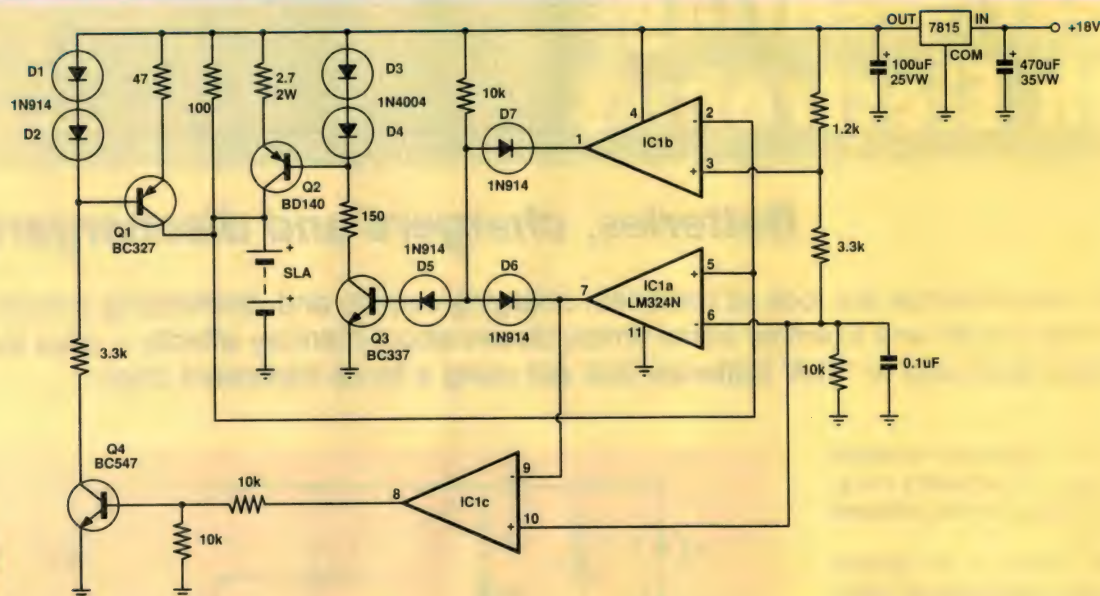 OUT
7815
IN
+18V
COM
+
100uF
25VW
+
470uF
35VW
D1
1N914
D2
47
100
2.7
2W
D3
1N4004
D4
10k
D7
1N914
1
4
IC1b
2
-
3
+
1.2k
Q1
BC327
Q2
BD140
150
+
SLA
+
1N914
D5
D6
1N914
Q3
BC337
7
IC1a
LM324N
11
5
+
6
-
3.3k
10k
0.1uF
3.3k
Q4
BC547
10k
10k
8
IC1c
9
-
10
+